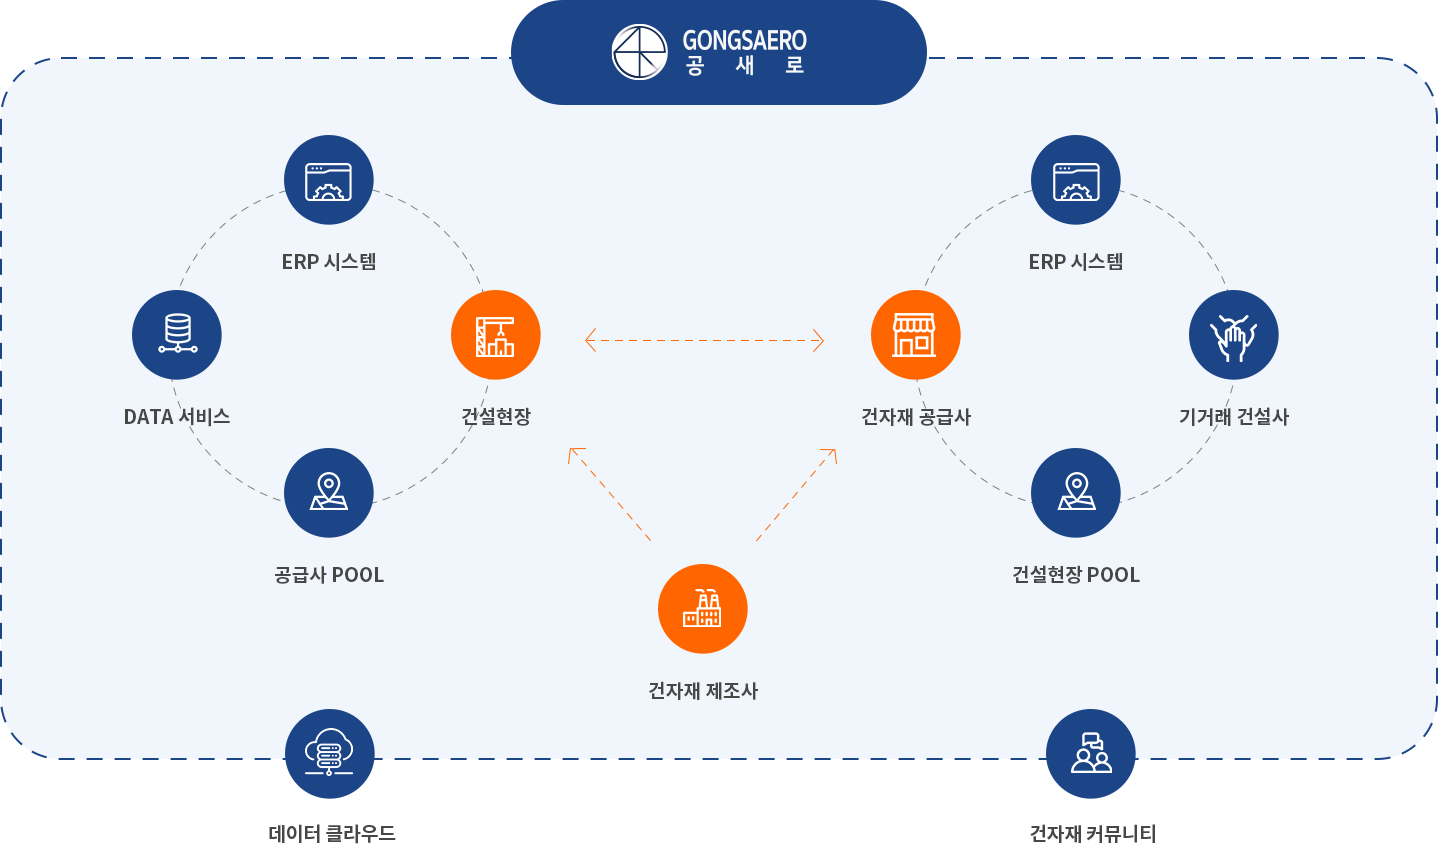 GONGSAERO
공 새 로
ERP 시스템
ERP 시스템
DATA 서비스
건설현장
건자재 공급사
기거래 건설사
공급사 POOL
건설현장 POOL
건자재 제조사
데이터 클라우드
건자재 커뮤니티